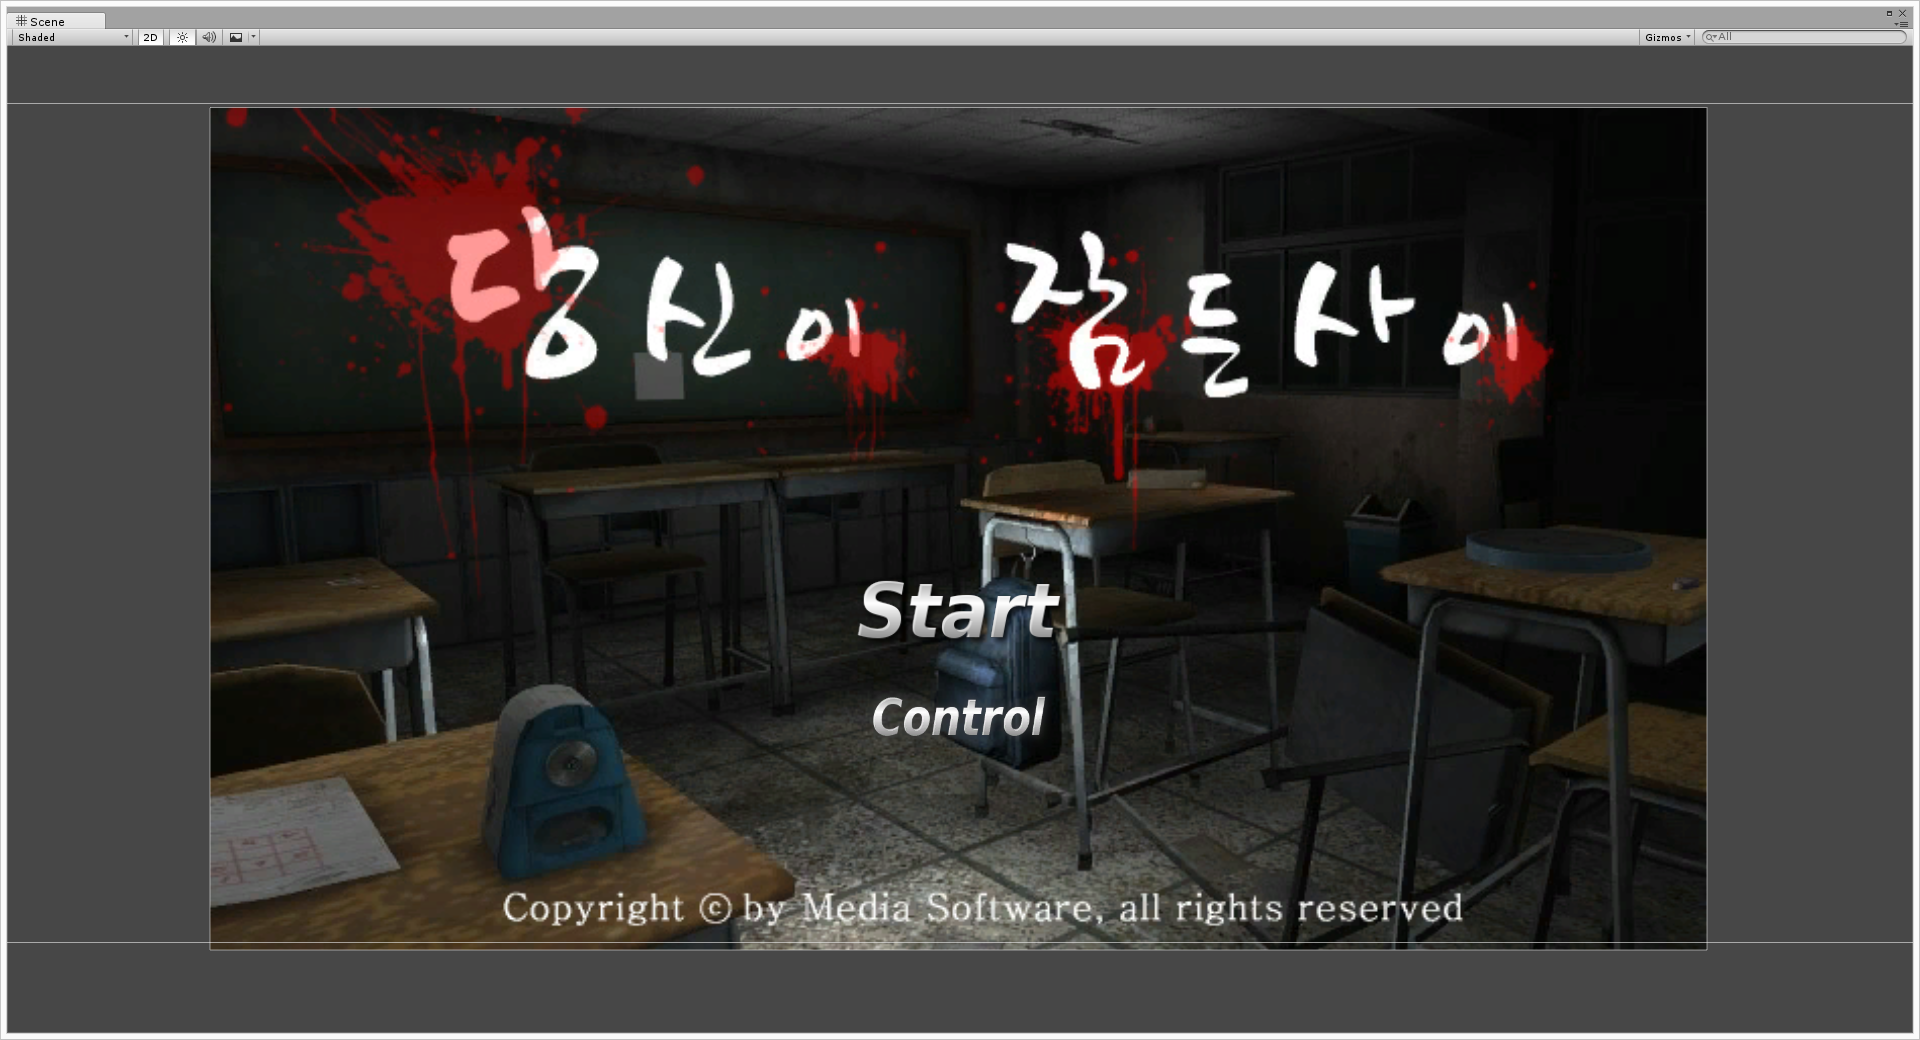 Scene
Shaded 2D Gizmos All
당신이 잠든사이
Start
Control
Copyright © by Media Software, all rights reserved